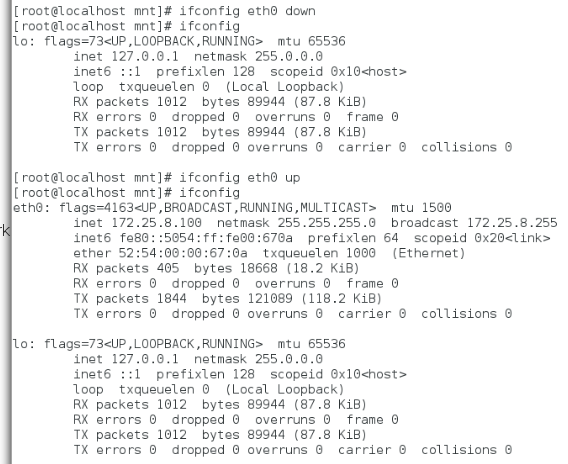 [root@localhost mnt]# ifconfig eth0 down
[root@localhost mnt]# ifconfig
lo: flags=73<UP,LOOPBACK,RUNNING>  mtu 65536
        inet 127.0.0.1  netmask 255.0.0.0
        inet6 ::1  prefixlen 128  scopeid 0x10<host>
        loop  txqueuelen 0  (Local Loopback)
        RX packets 1012  bytes 89944 (87.8 KiB)
        RX errors 0  dropped 0  overruns 0  frame 0
        TX packets 1012  bytes 89944 (87.8 KiB)
        TX errors 0  dropped 0 overruns 0  carrier 0  collisions 0

[root@localhost mnt]# ifconfig eth0 up
[root@localhost mnt]# ifconfig
eth0: flags=4163<UP,BROADCAST,RUNNING,MULTICAST>  mtu 1500
        inet 172.25.8.100  netmask 255.255.255.0  broadcast 172.25.8.255
        inet6 fe80::5054:ff:fe00:670a  prefixlen 64  scopeid 0x20<link>
        ether 52:54:00:00:67:0a  txqueuelen 1000  (Ethernet)
        RX packets 405  bytes 18668 (18.2 KiB)
        RX errors 0  dropped 0  overruns 0  frame 0
        TX packets 1844  bytes 121089 (118.2 KiB)
        TX errors 0  dropped 0 overruns 0  carrier 0  collisions 0

lo: flags=73<UP,LOOPBACK,RUNNING>  mtu 65536
        inet 127.0.0.1  netmask 255.0.0.0
        inet6 ::1  prefixlen 128  scopeid 0x10<host>
        loop  txqueuelen 0  (Local Loopback)
        RX packets 1012  bytes 89944 (87.8 KiB)
        RX errors 0  dropped 0  overruns 0  frame 0
        TX packets 1012  bytes 89944 (87.8 KiB)
        TX errors 0  dropped 0 overruns 0  carrier 0  collisions 0